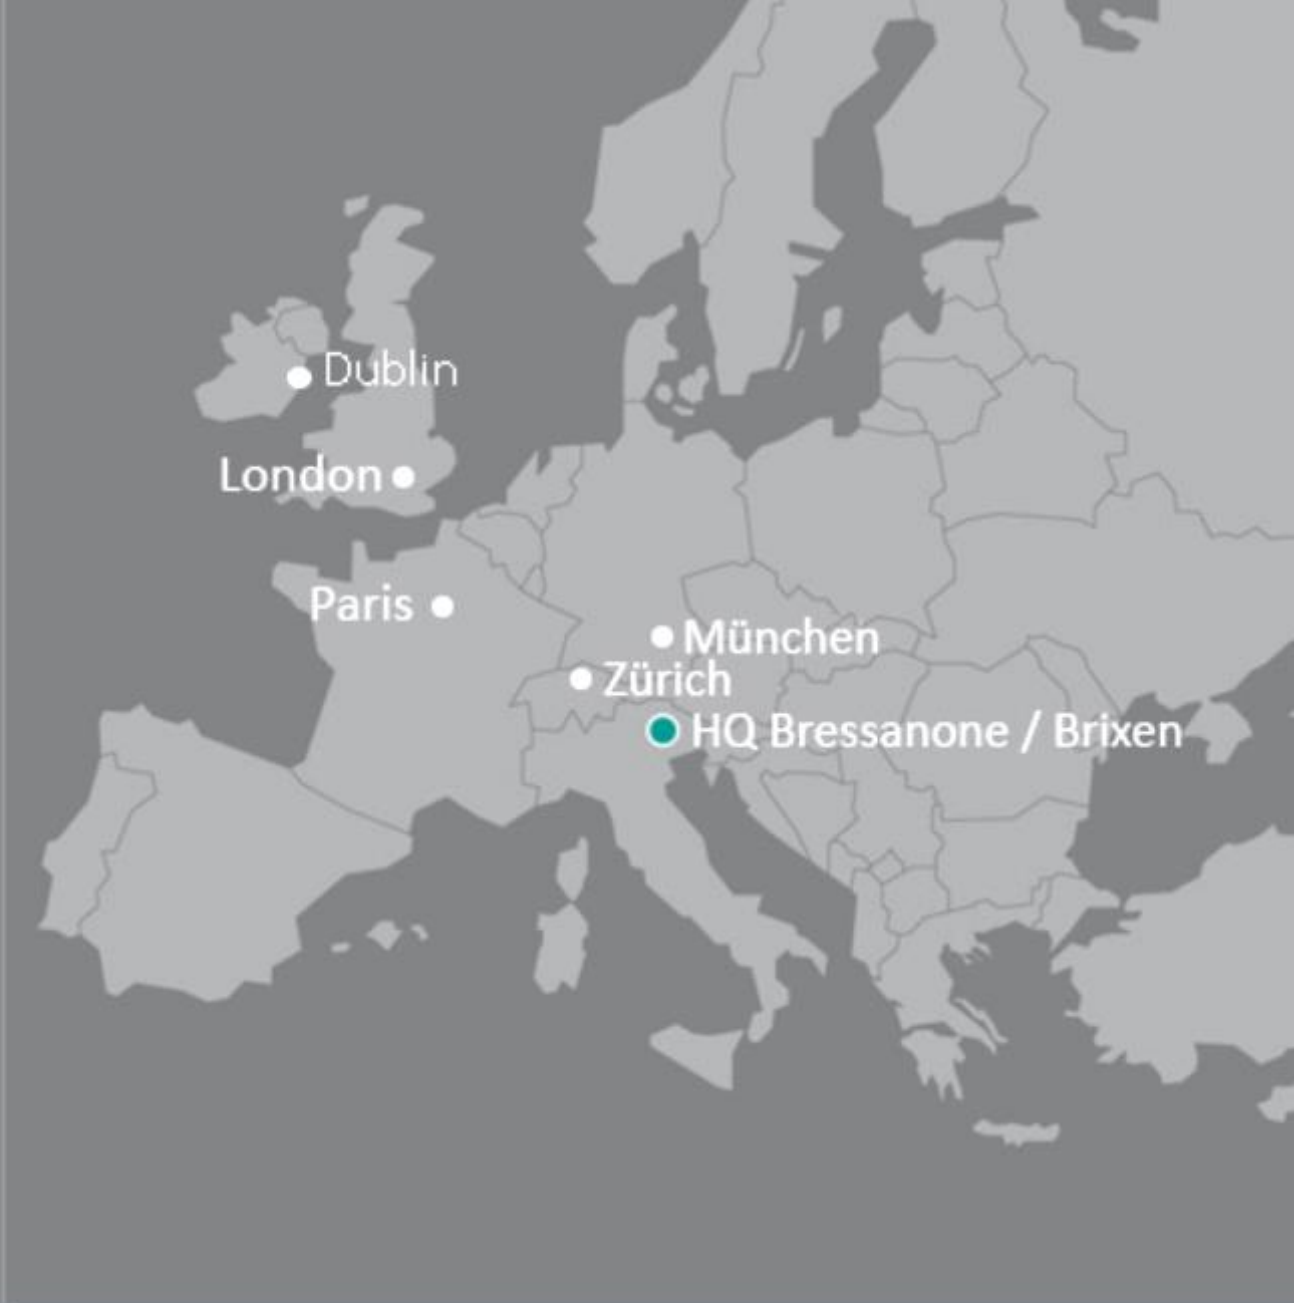 Dublin
London
Paris
München
Zürich
HQ Bressanone / Brixen